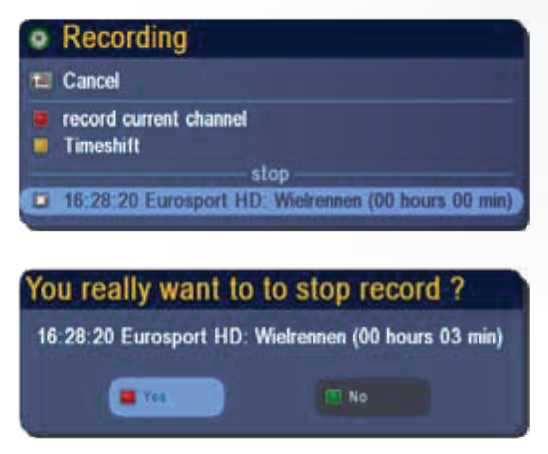 Recording
Cancel
record current channel
Timeshift
stop
16:28:20 Eurosport HD: Wielrennen (00 hours 00 min)
You really want to to stop record ?
16:28:20 Eurosport HD: Wielrennen (00 hours 03 min)
Yes
No